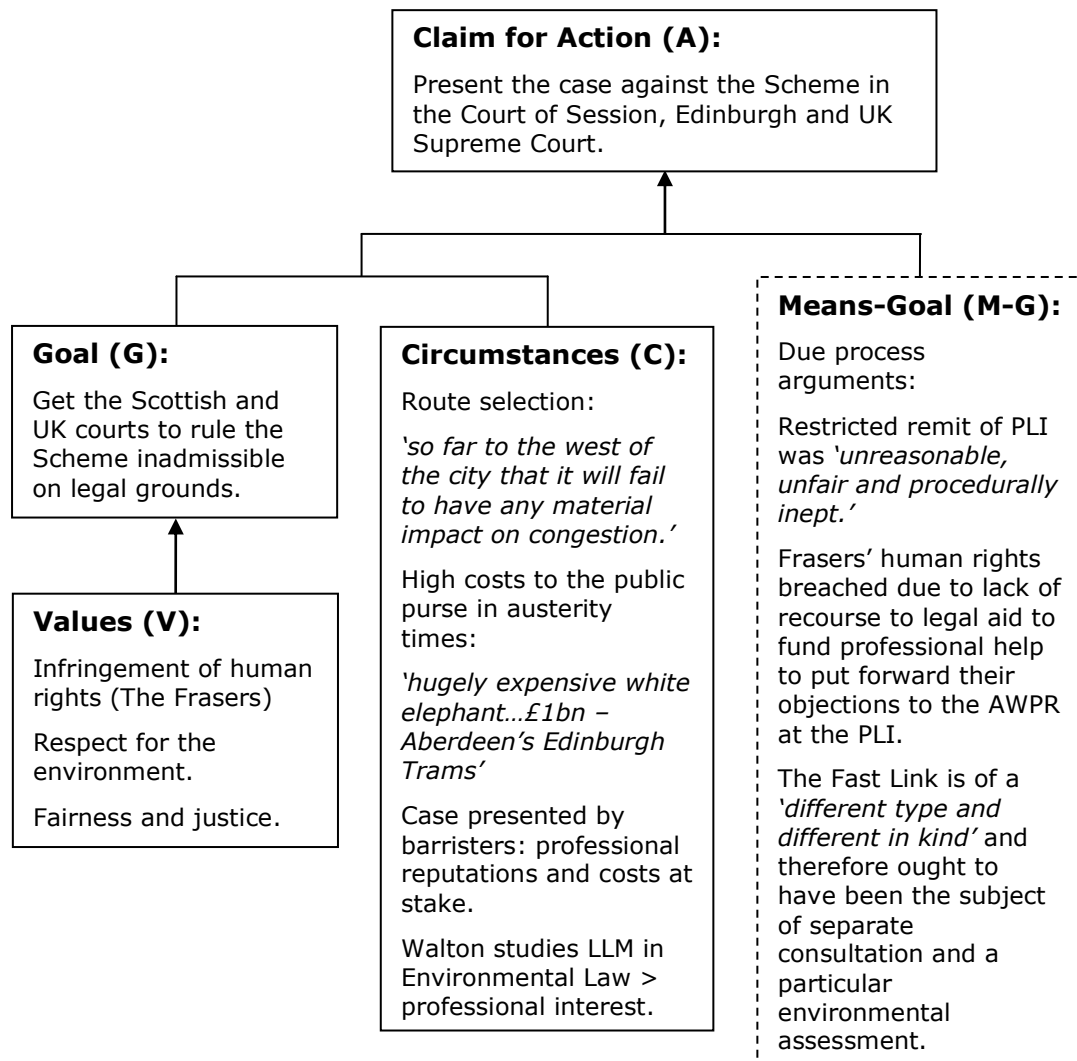 Claim for Action (A):
Present the case against the Scheme in
the Court of Session, Edinburgh and UK
Supreme Court.
Goal (G):
Get the Scottish and
UK courts to rule the
Scheme inadmissible
on legal grounds.
Values (V):
Infringement of human
rights (The Frasers)
Respect for the
environment.
Fairness and justice.
Circumstances (C):
Route selection:
‘so far to the west of
the city that it will fail
to have any material
impact on congestion.’
High costs to the public
purse in austerity
times:
‘hugely expensive white
elephant…£1bn –
Aberdeen’s Edinburgh
Trams’
Case presented by
barristers: professional
reputations and costs at
stake.
Walton studies LLM in
Environmental Law >
professional interest.
Means-Goal (M-G):
Due process
arguments:
Restricted remit of PLI
was ‘unreasonable,
unfair and procedurally
inept.’
Frasers’ human rights
breached due to lack of
recourse to legal aid to
fund professional help
to put forward their
objections to the AWPR
at the PLI.
The Fast Link is of a
‘different type and
different in kind’ and
therefore ought to
have been the subject
of separate
consultation and a
particular
environmental
assessment.